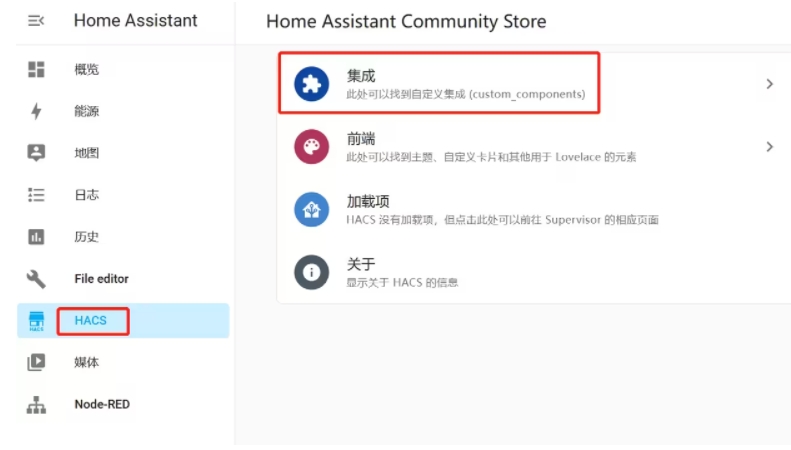 Home Assistant
Home Assistant Community Store
概览
能源
地图
日志
历史
File editor
HACS
HACS
媒体
Node-RED
集成
此处可以找到自定义集成 (custom_components)
前端
此处可以找到主题、自定义卡片和其他用于 Lovelace 的元素
加载项
HACS 没有加载项，但点击此处可以前往 Supervisor 的相应页面
关于
显示关于 HACS 的信息